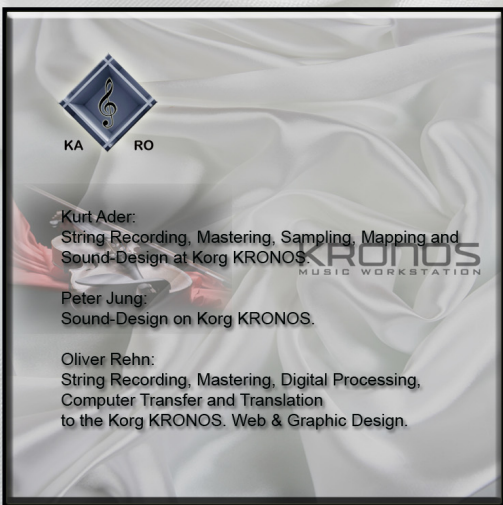 KA RO
Kurt Ader:
String Recording, Mastering, Sampling, Mapping and
Sound-Design at Korg KRONOS.
KRONOS
MUSIC WORKSTATION
Peter Jung:
Sound-Design on Korg KRONOS.
Oliver Rehn:
String Recording, Mastering, Digital Processing,
Computer Transfer and Translation
to the Korg KRONOS. Web & Graphic Design.